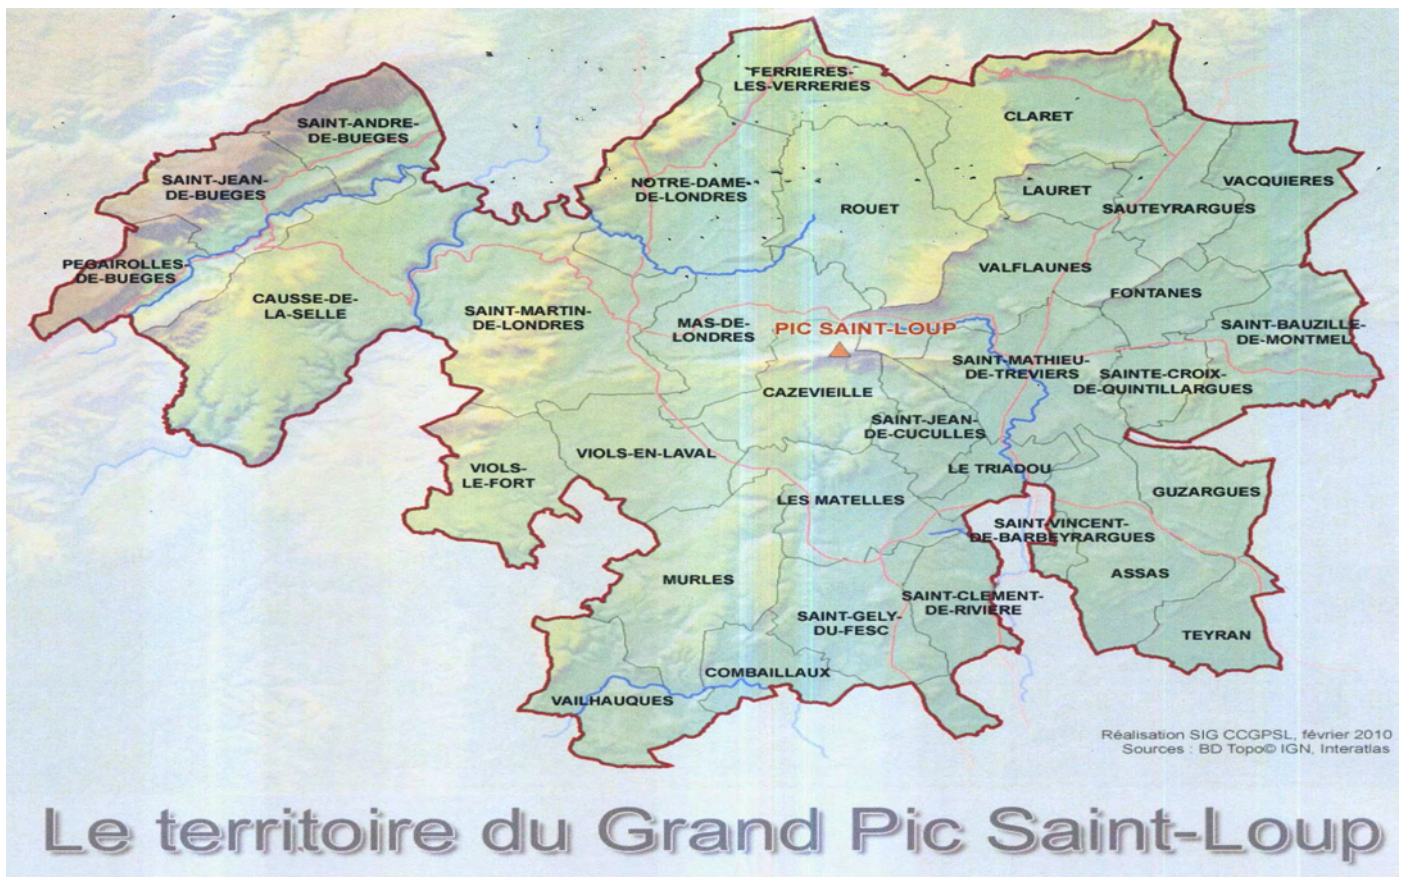 FERRIERES-
LES-VERRERIES
CLARET
SAINT-ANDRE-
DE-BUEGES
SAINT-JEAN-
DE-BUEGES
NOTRE-DAME-
DE-LONDRES
ROUET
LAURET
VACQUIERES
SAUTEYRARGUES
PEGAIROLLES-
DE-BUEGES
VALFLAUNES
FONTANES
CAUSSE-DE-
LA-SELLE
SAINT-MARTIN-
DE-LONDRES
MAS-DE-
LONDRES
PIC SAINT-LOUP
SAINT-BAUZILLE-
DE-MONTMEL
SAINT-MATHIEU-
DE-TREVIERS
SAINTE-CROIX-
DE-QUINTILLARGUES
CAZEVIEILLE
SAINT-JEAN-
DE-CUCULLES
VIOLS-EN-LAVAL
VIOLS-
LE-FORT
LE TRIADOU
LES MATELLES
GUZARGUES
SAINT-VINCENT-
DE-BARBEYRARGUES
MURLES
ASSAS
SAINT-CLEMENT-
DE-RIVIERE
SAINT-GELY-
DU-FESC
TEYRAN
COMBAILLAUX
VAILHAUQUES
Réalisation SIG CCGPSL, février 2010
Sources : BD Topo© IGN, Interatlas
Le territoire du Grand Pic Saint-Loup